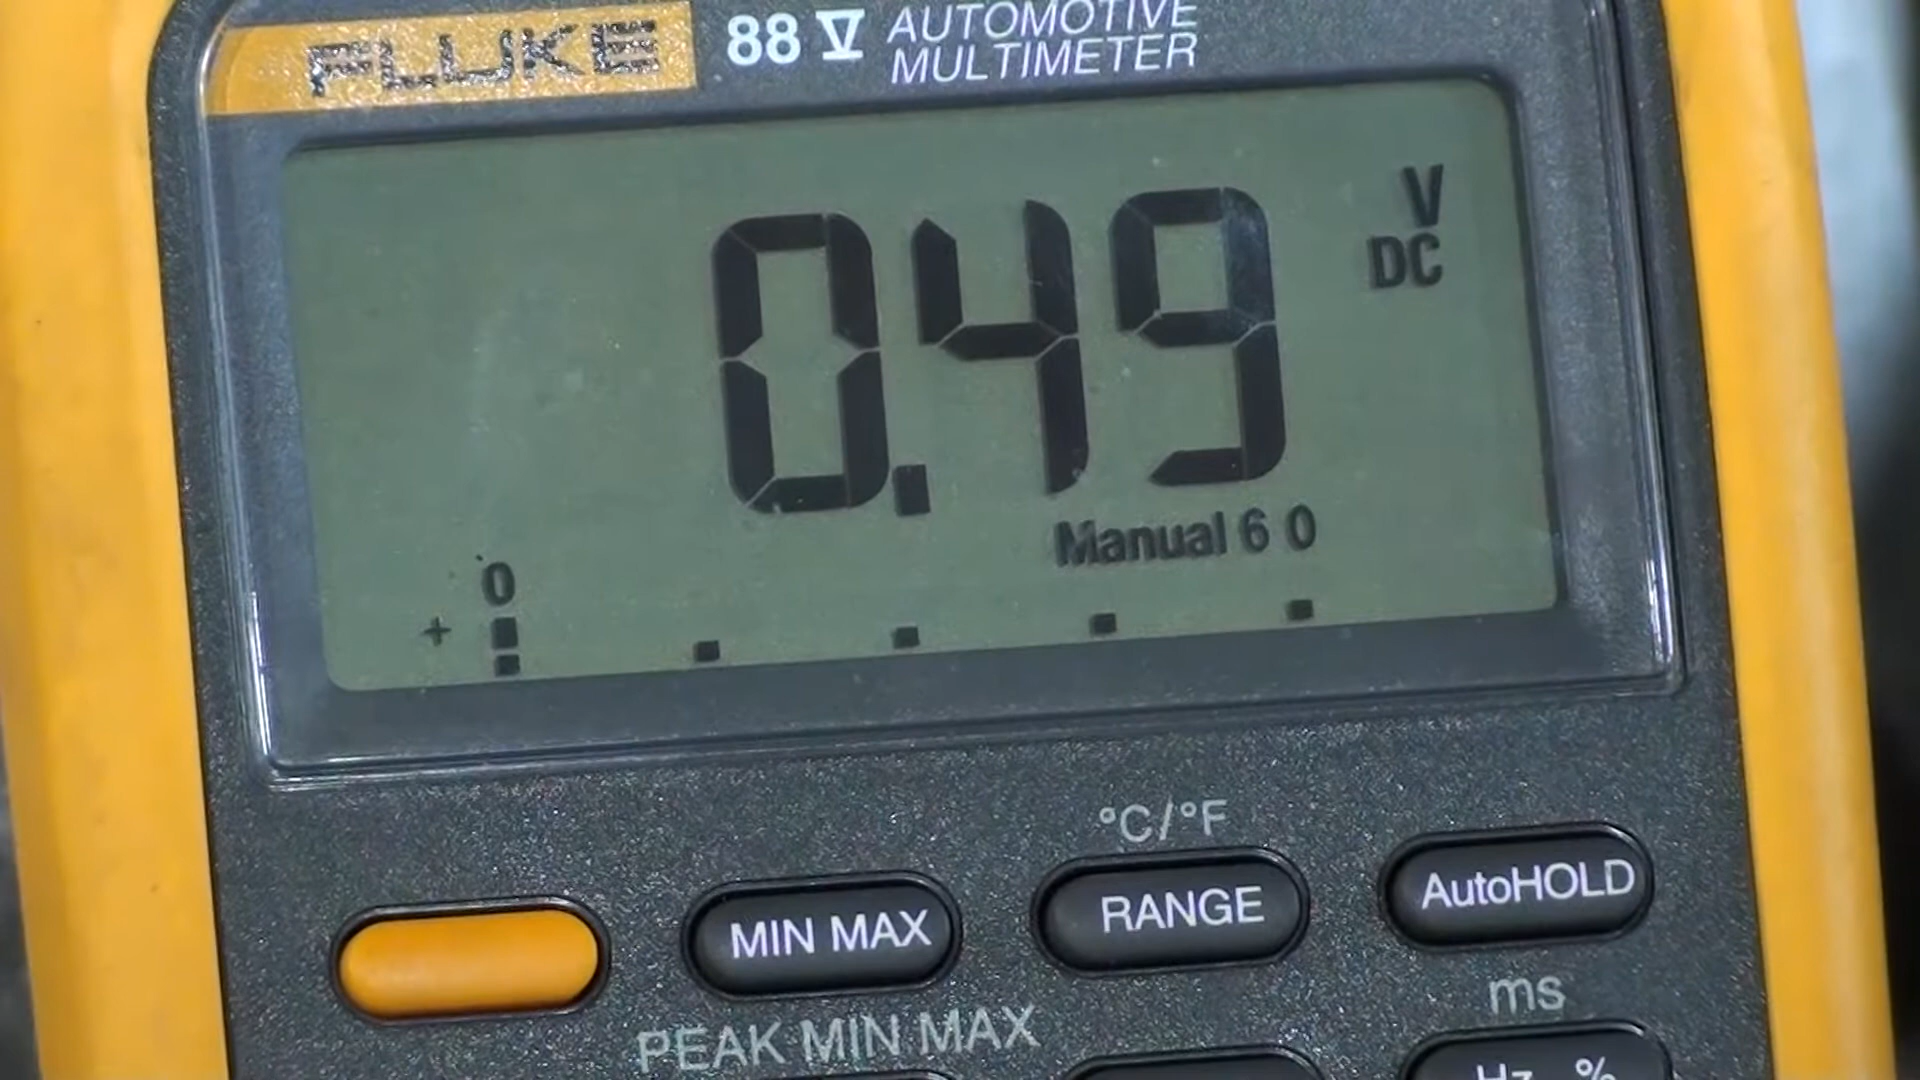 FLUKE 88 V AUTOMOTIVE
MULTIMETER
0.49 V
DC
Manual 6 0
0
+
°C/°F
MIN MAX RANGE AutoHOLD
PEAK MIN MAX ms
Hz %